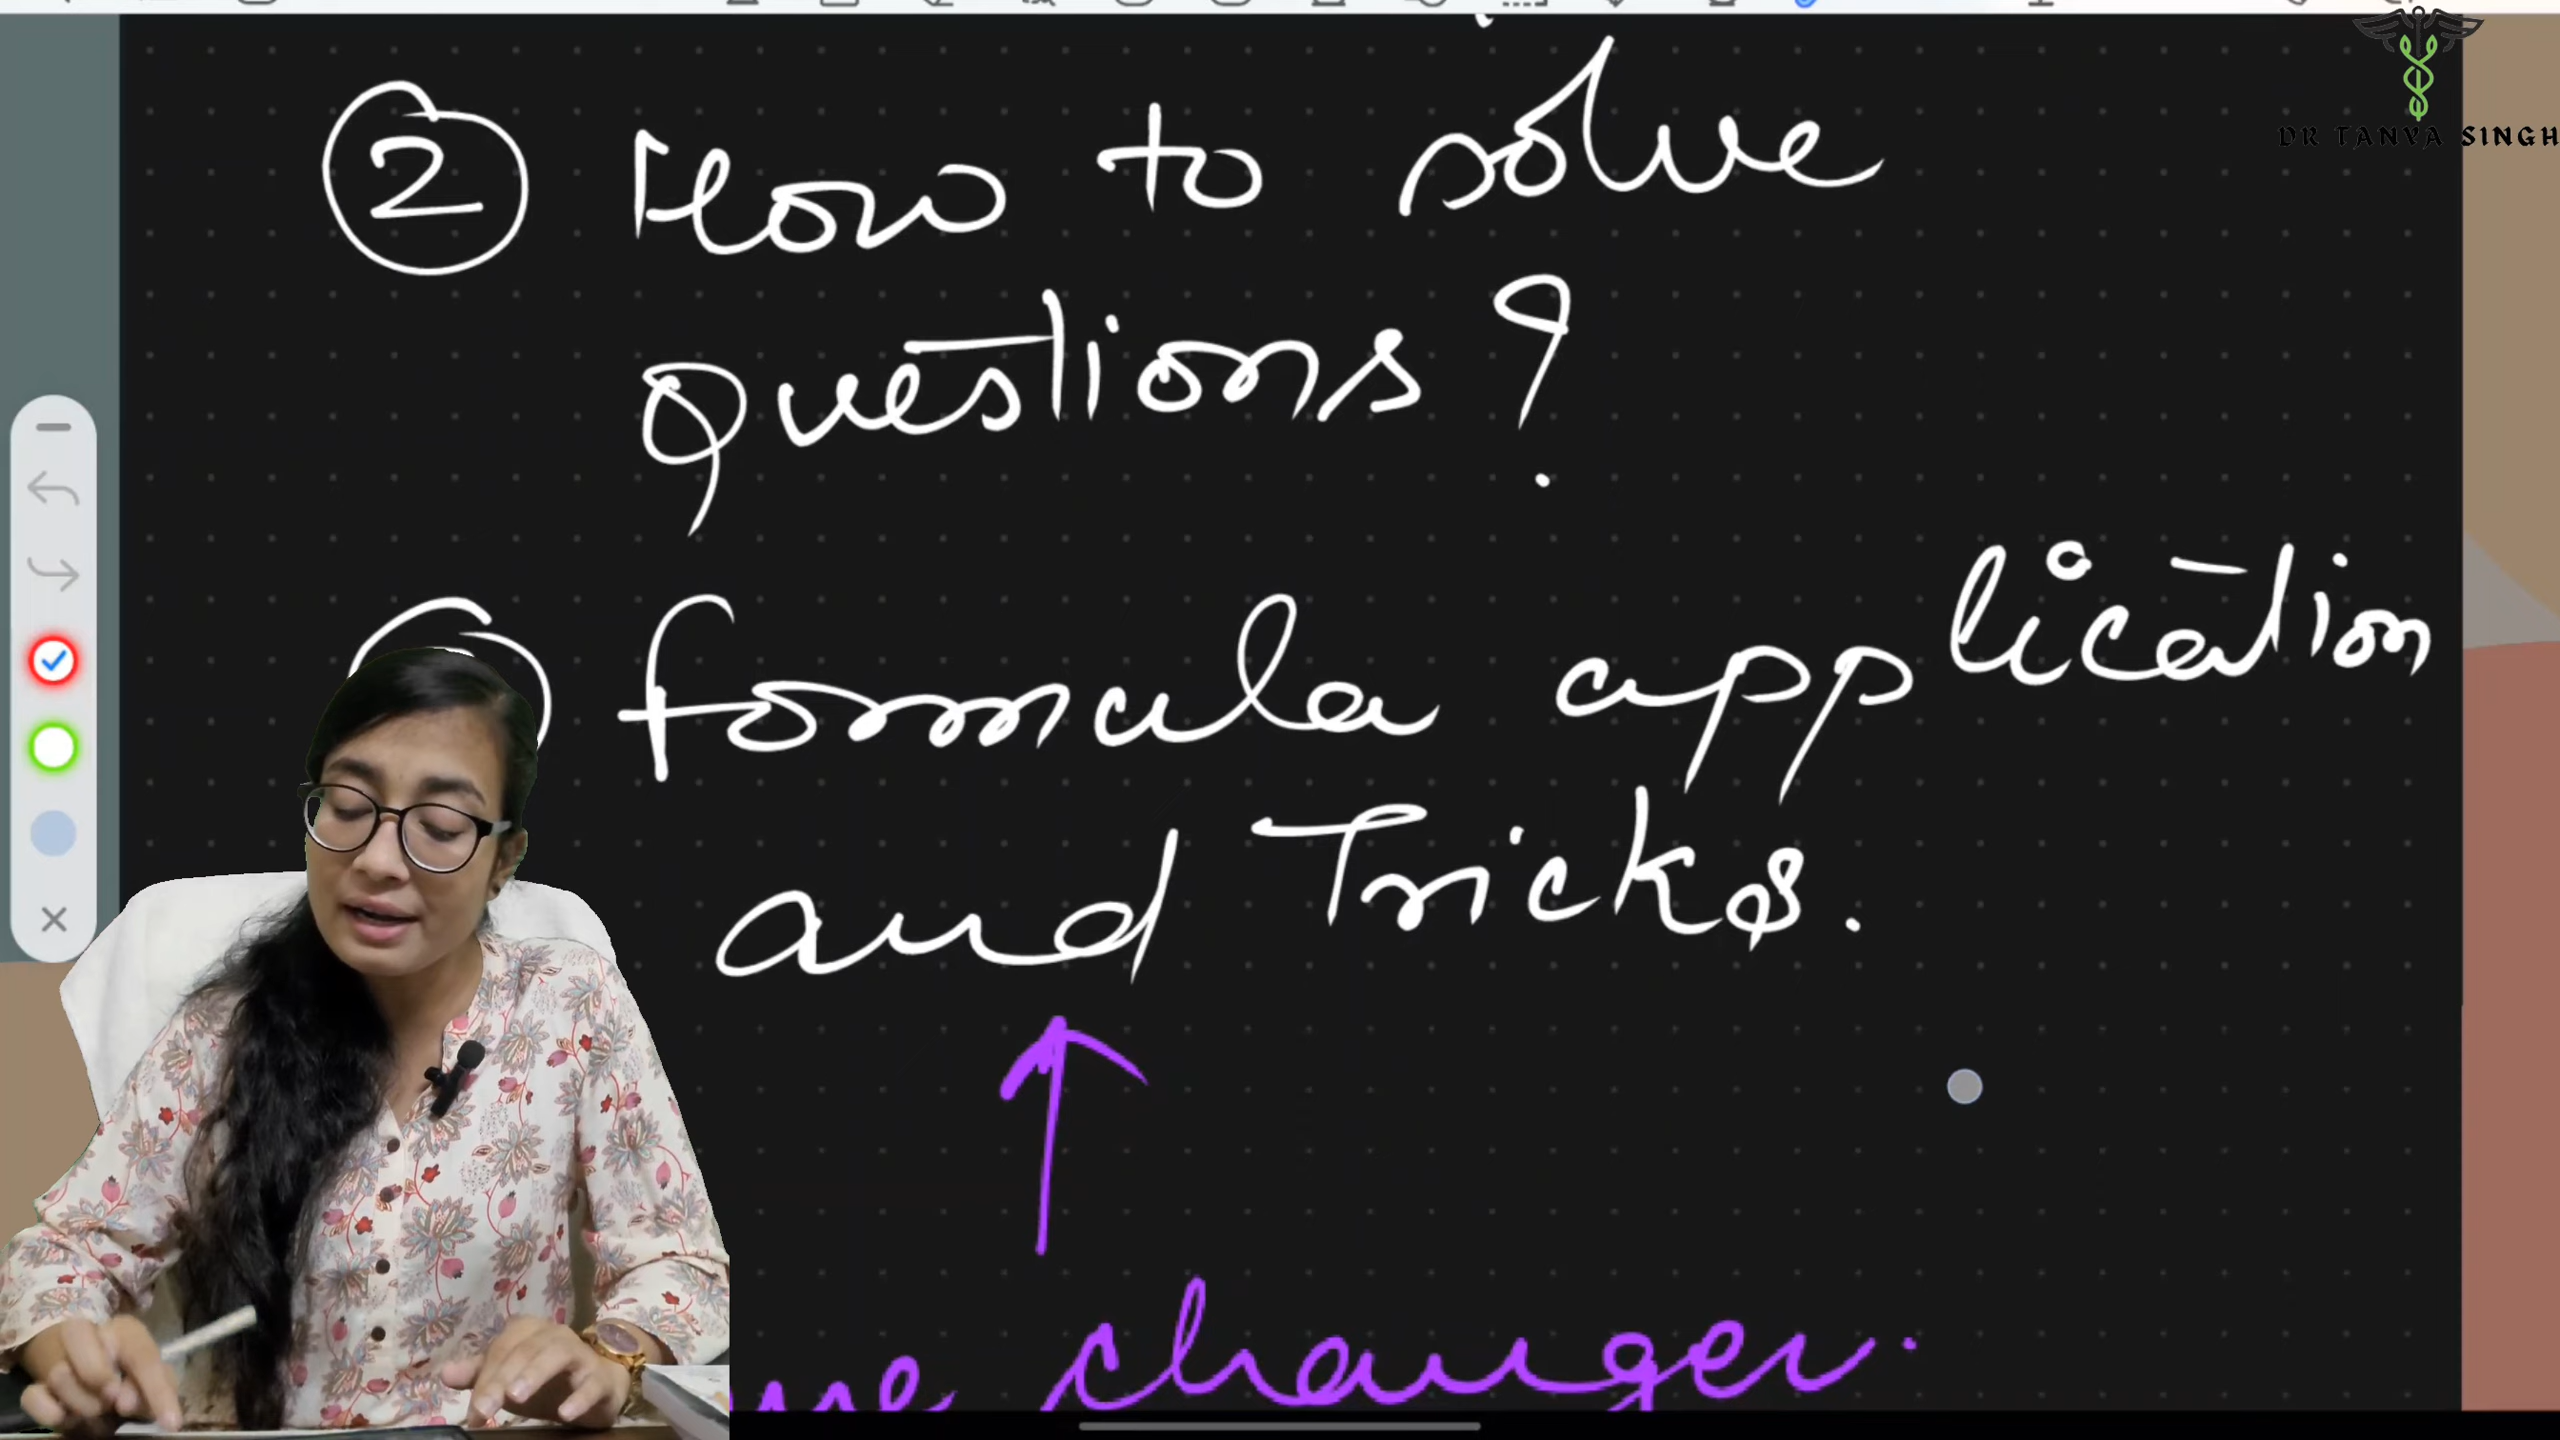 DR TANYA SINGH
② How to solve
questions?
formula application
and Tricks.
changer.